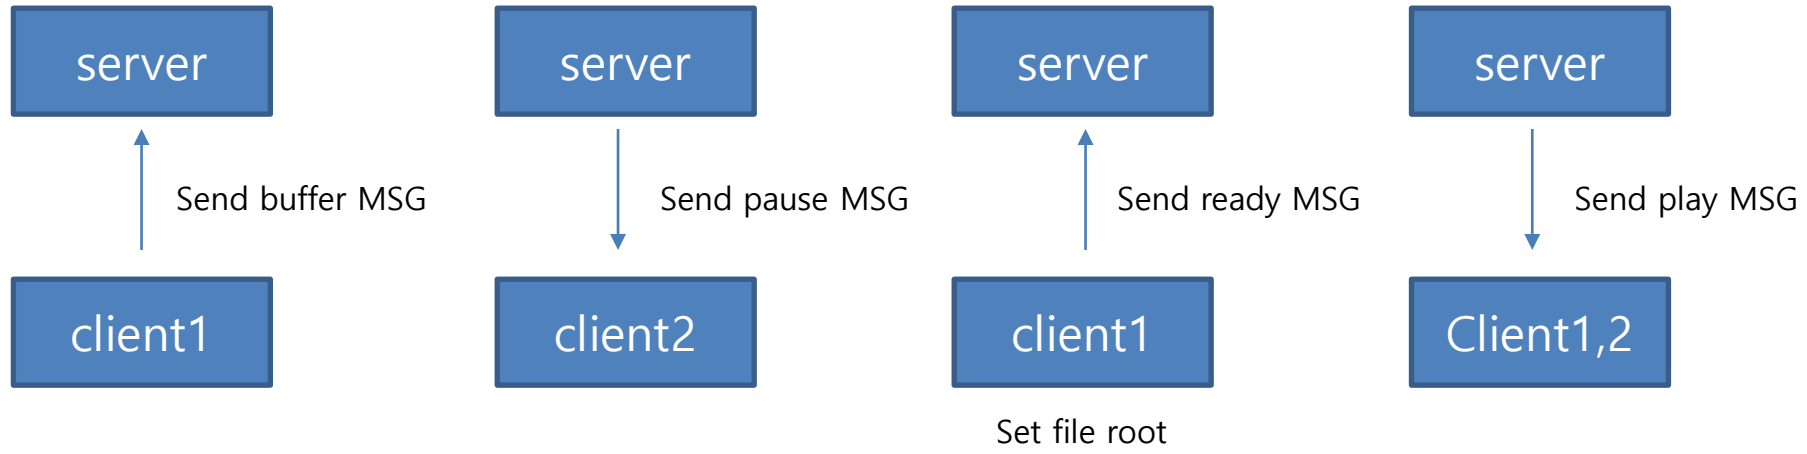 server
server
server
server
Send buffer MSG
Send pause MSG
Send ready MSG
Send play MSG
client1
client2
client1
Client1,2
Set file root